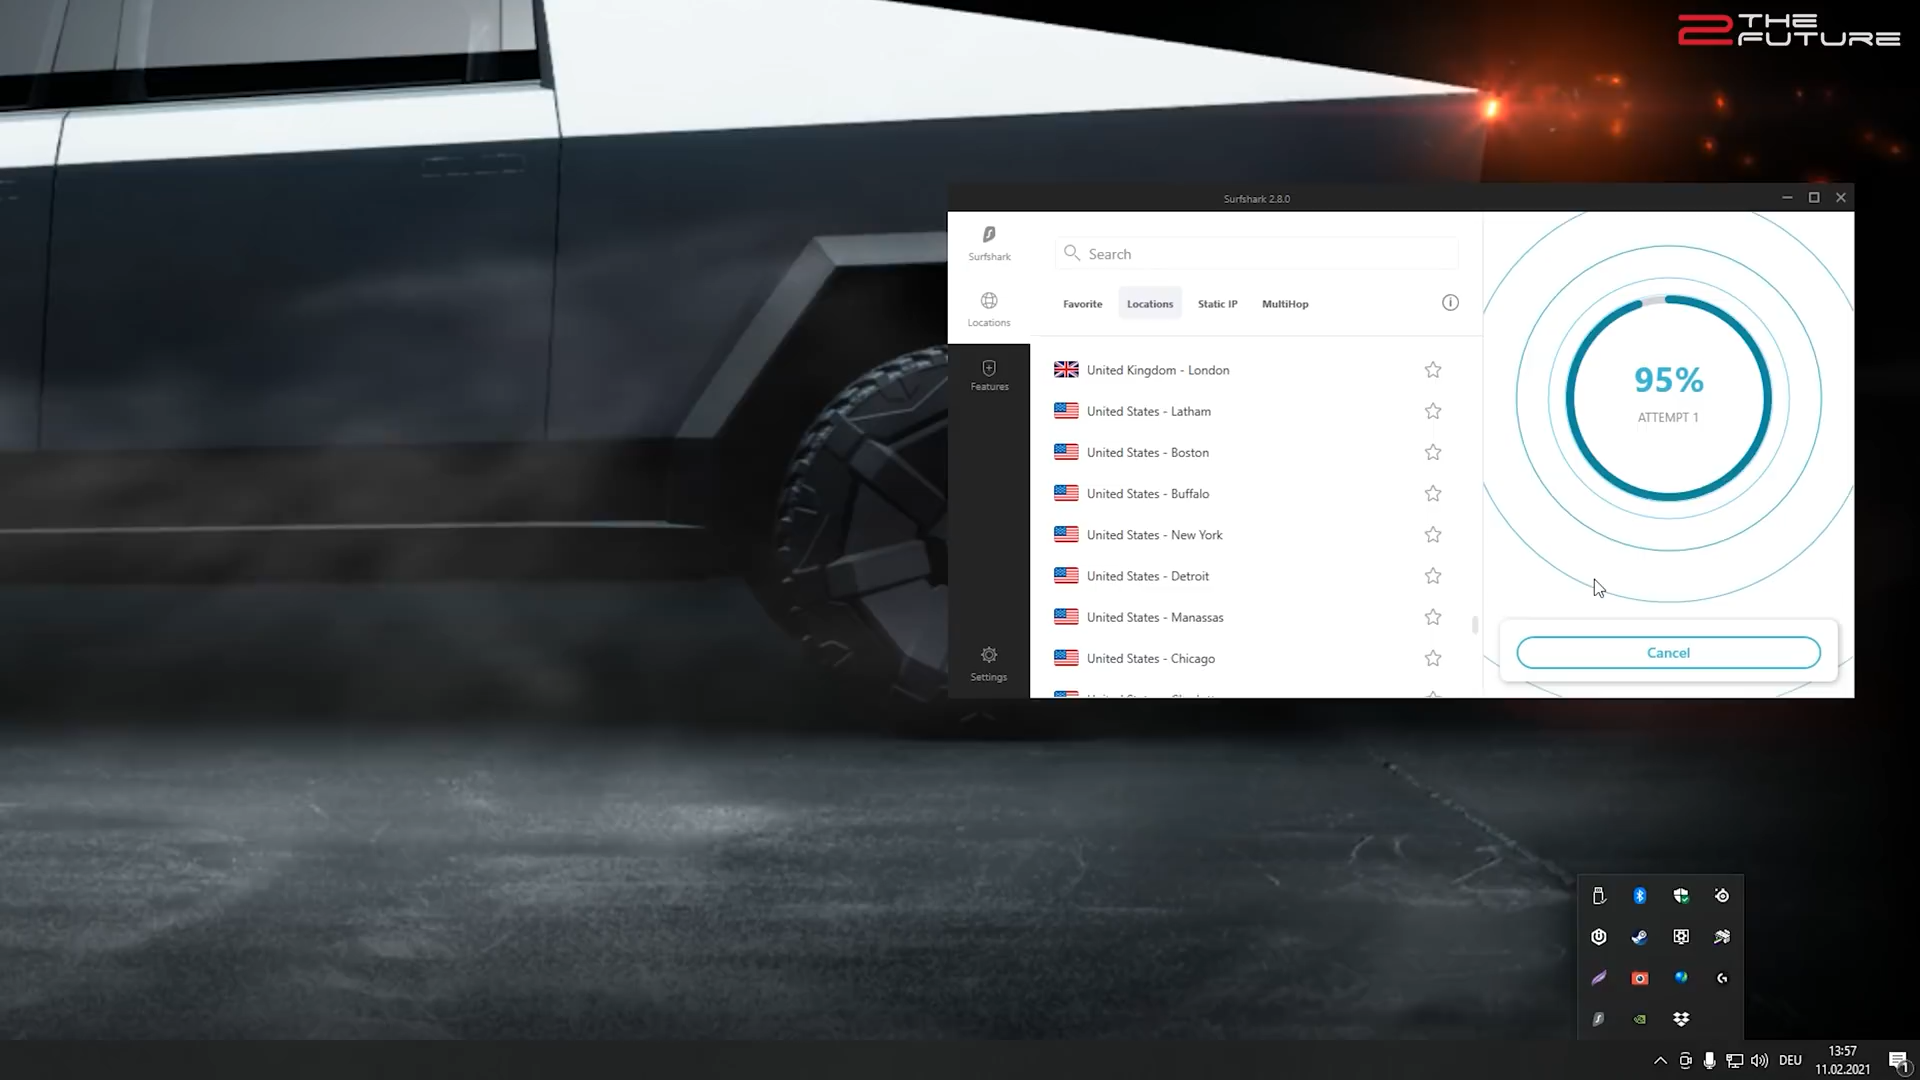 2 THE
FUTURE
Surfshark 2.8.0
Surfshark
Search
Locations
Favorite
Locations
Static IP
MultiHop
Features
United Kingdom - London
United States - Latham
United States - Boston
United States - Buffalo
United States - New York
United States - Detroit
United States - Manassas
United States - Chicago
95%
ATTEMPT 1
Cancel
Settings
DEU
13:57
11.02.2021
1